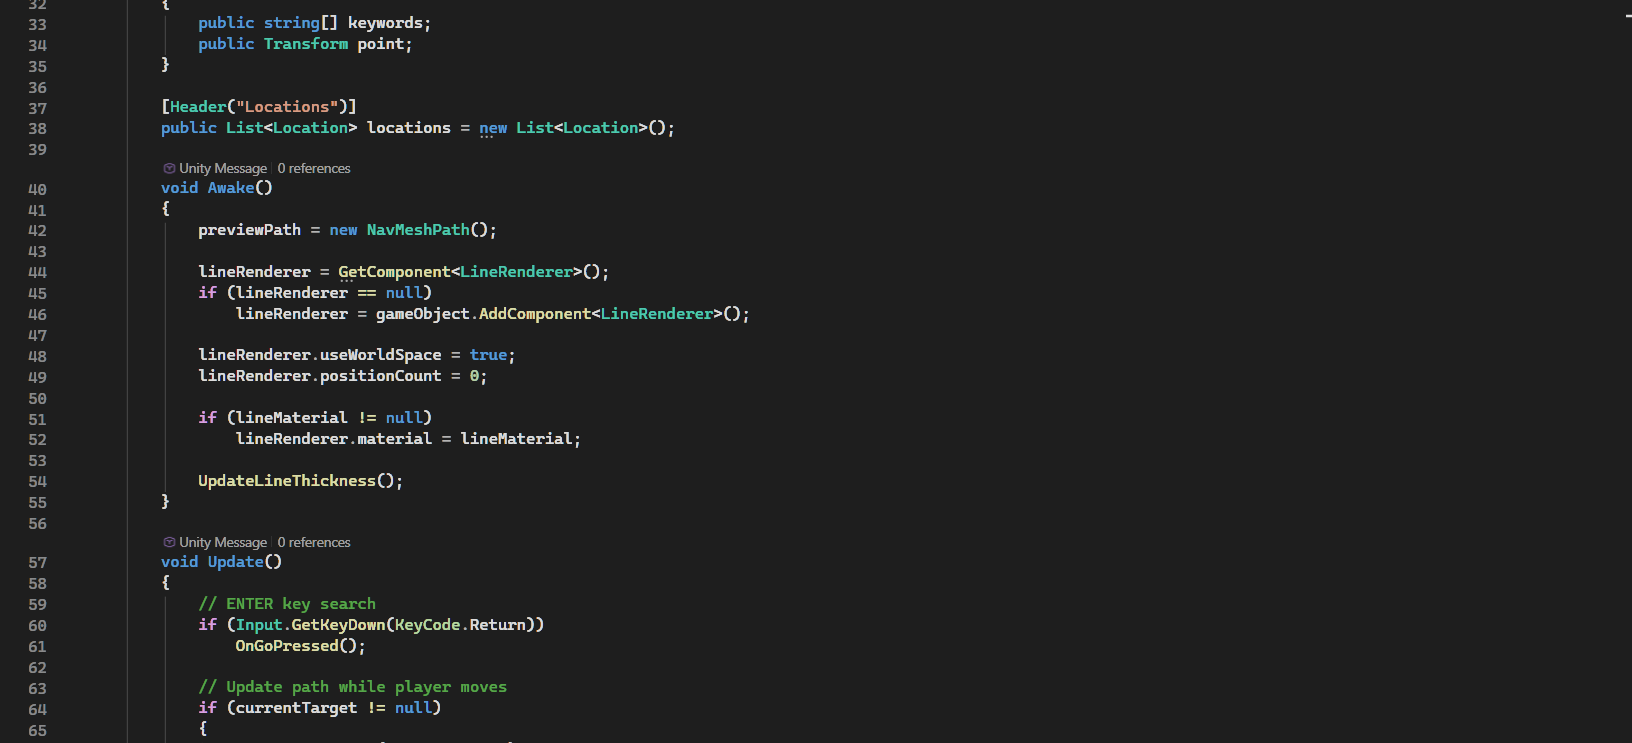 32 {
33 public string[] keywords;
34 public Transform point;
35 }
36
37 [Header("Locations")]
38 public List<Location> locations = new List<Location>();
39
Unity Message | 0 references
40 void Awake()
41 {
42 previewPath = new NavMeshPath();
43
44 lineRenderer = GetComponent<LineRenderer>();
45 if (lineRenderer == null)
46 lineRenderer = gameObject.AddComponent<LineRenderer>();
47
48 lineRenderer.useWorldSpace = true;
49 lineRenderer.positionCount = 0;
50
51 if (lineMaterial != null)
52 lineRenderer.material = lineMaterial;
53
54 UpdateLineThickness();
55 }
56
Unity Message | 0 references
57 void Update()
58 {
59 // ENTER key search
60 if (Input.GetKeyDown(KeyCode.Return))
61 OnGoPressed();
62
63 // Update path while player moves
64 if (currentTarget != null)
65 {